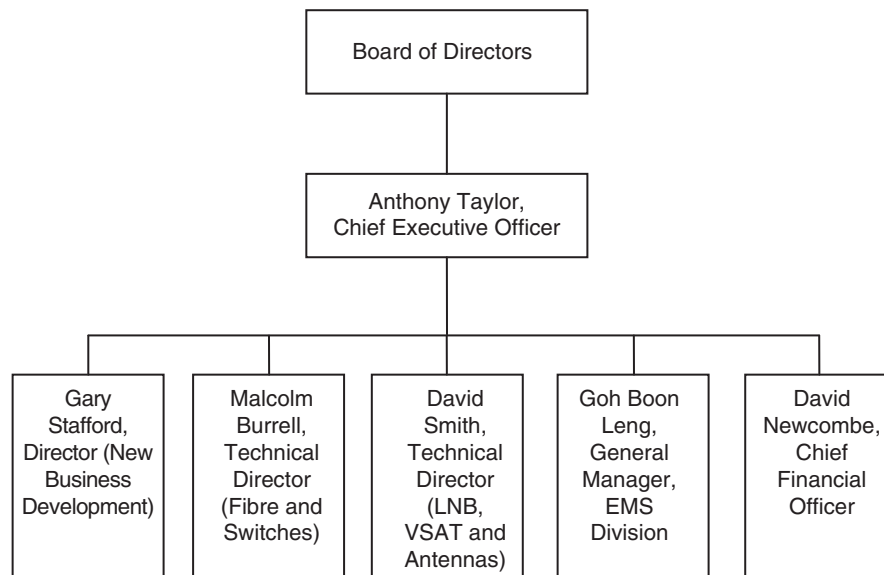 Board of Directors
Anthony Taylor,
Chief Executive Officer
Gary
Stafford,
Director (New
Business
Development)
Malcolm
Burrell,
Technical
Director
(Fibre and
Switches)
David
Smith,
Technical
Director
(LNB,
VSAT and
Antennas)
Goh Boon
Leng,
General
Manager,
EMS
Division
David
Newcombe,
Chief
Financial
Officer